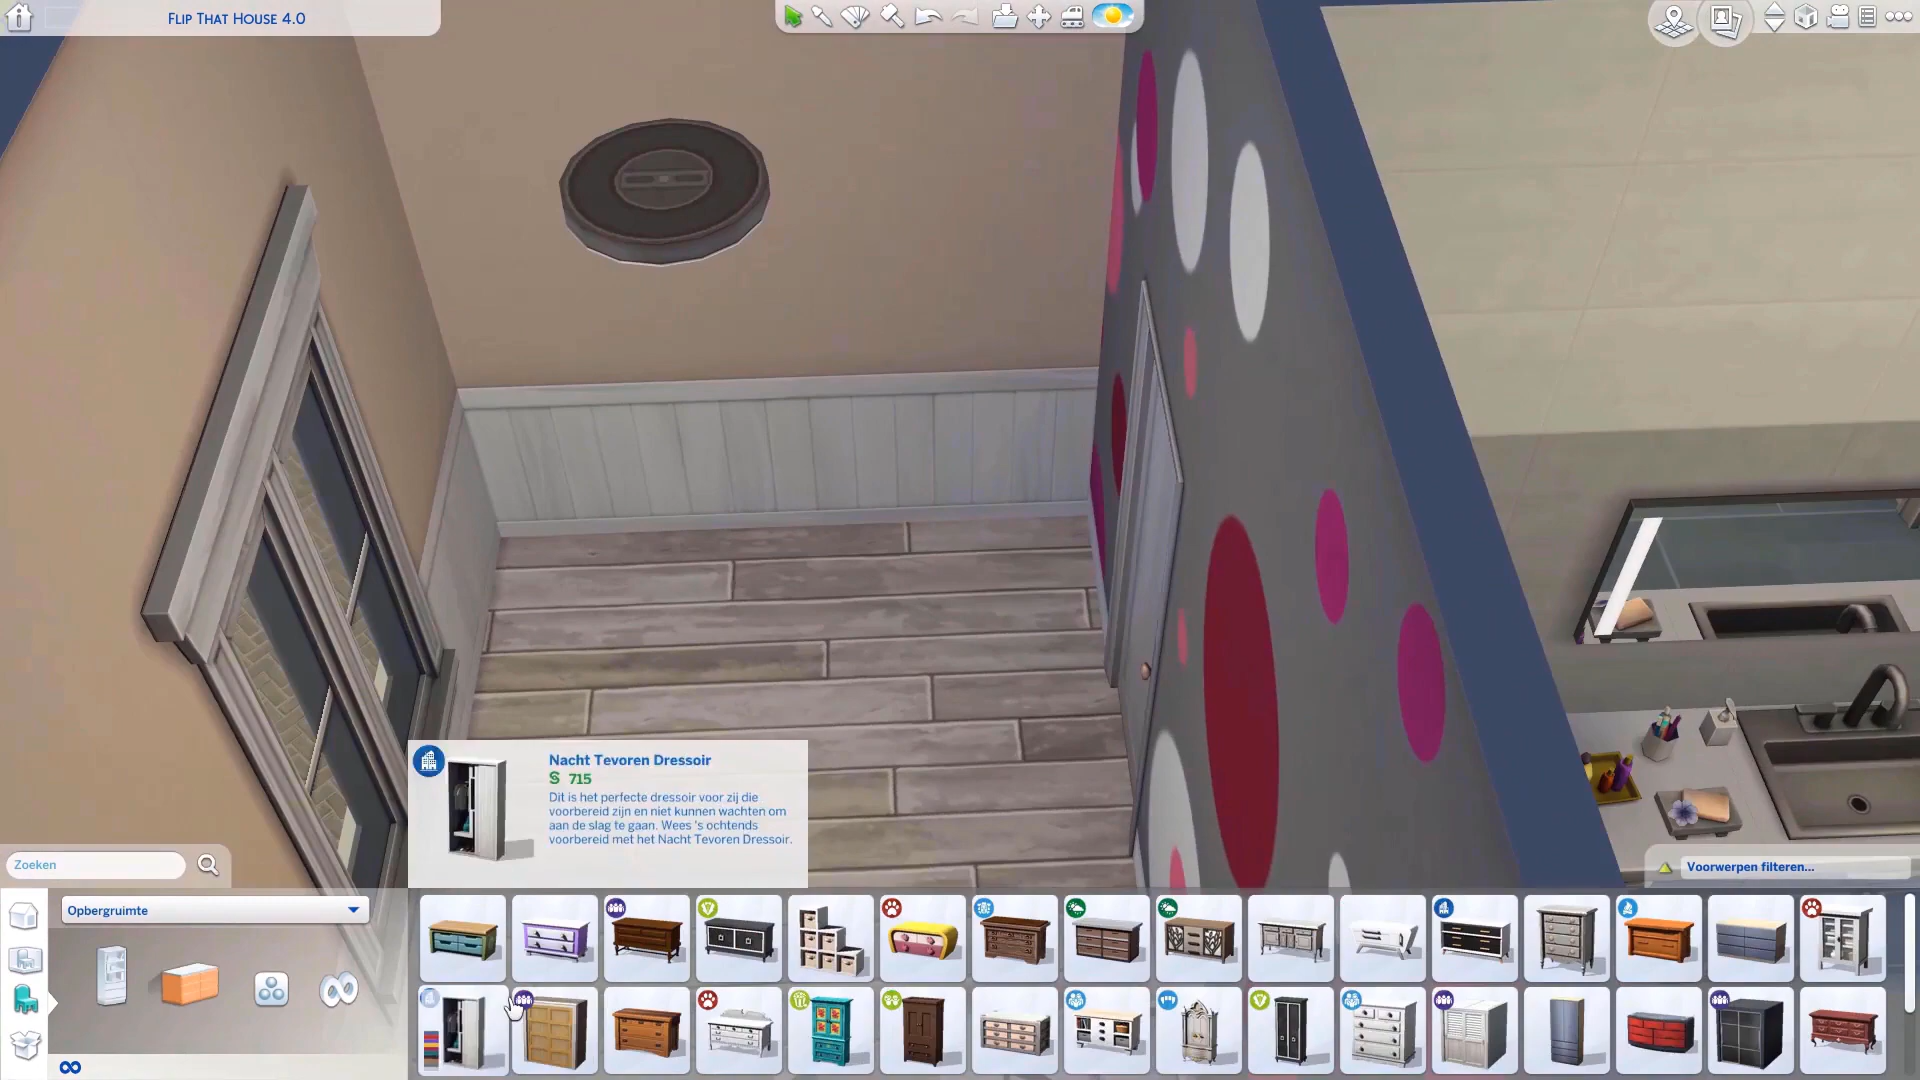 Flip That House 4.0
Nacht Tevoren Dressoir
§ 715
Dit is het perfecte dressoir voor zij die
voorbereid zijn en niet kunnen wachten om
aan de slag te gaan. Wees 's ochtends
voorbereid met het Nacht Tevoren Dressoir.
Zoeken
Voorwerpen filteren...
Opbergruimte